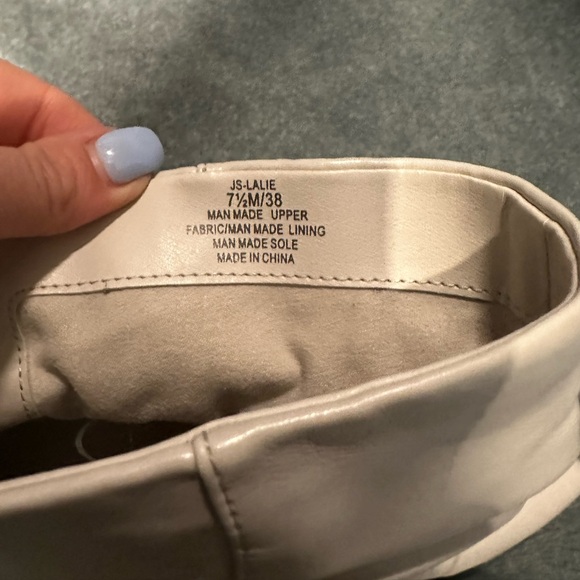 JS-LALIE
7½M/38
MAN MADE UPPER
FABRIC/MAN MADE LINING
MAN MADE SOLE
MADE IN CHINA